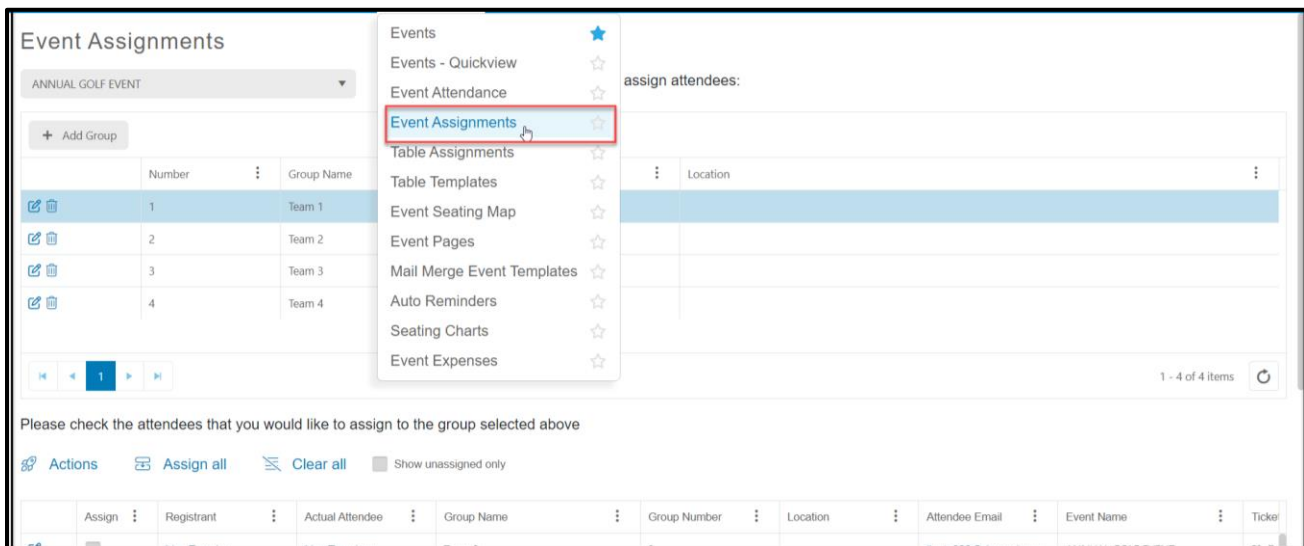 Event Assignments
ANNUAL GOLF EVENT
assign attendees:
Events
Events - Quickview
Event Attendance
Event Assignments
Table Assignments
Table Templates
Event Seating Map
Event Pages
Mail Merge Event Templates
Auto Reminders
Seating Charts
Event Expenses
+ Add Group
Number Group Name Location
1 Team 1
2 Team 2
3 Team 3
4 Team 4
1
1 - 4 of 4 items
Please check the attendees that you would like to assign to the group selected above
Actions Assign all Clear all Show unassigned only
Assign Registrant Actual Attendee Group Name Group Number Location Attendee Email Event Name